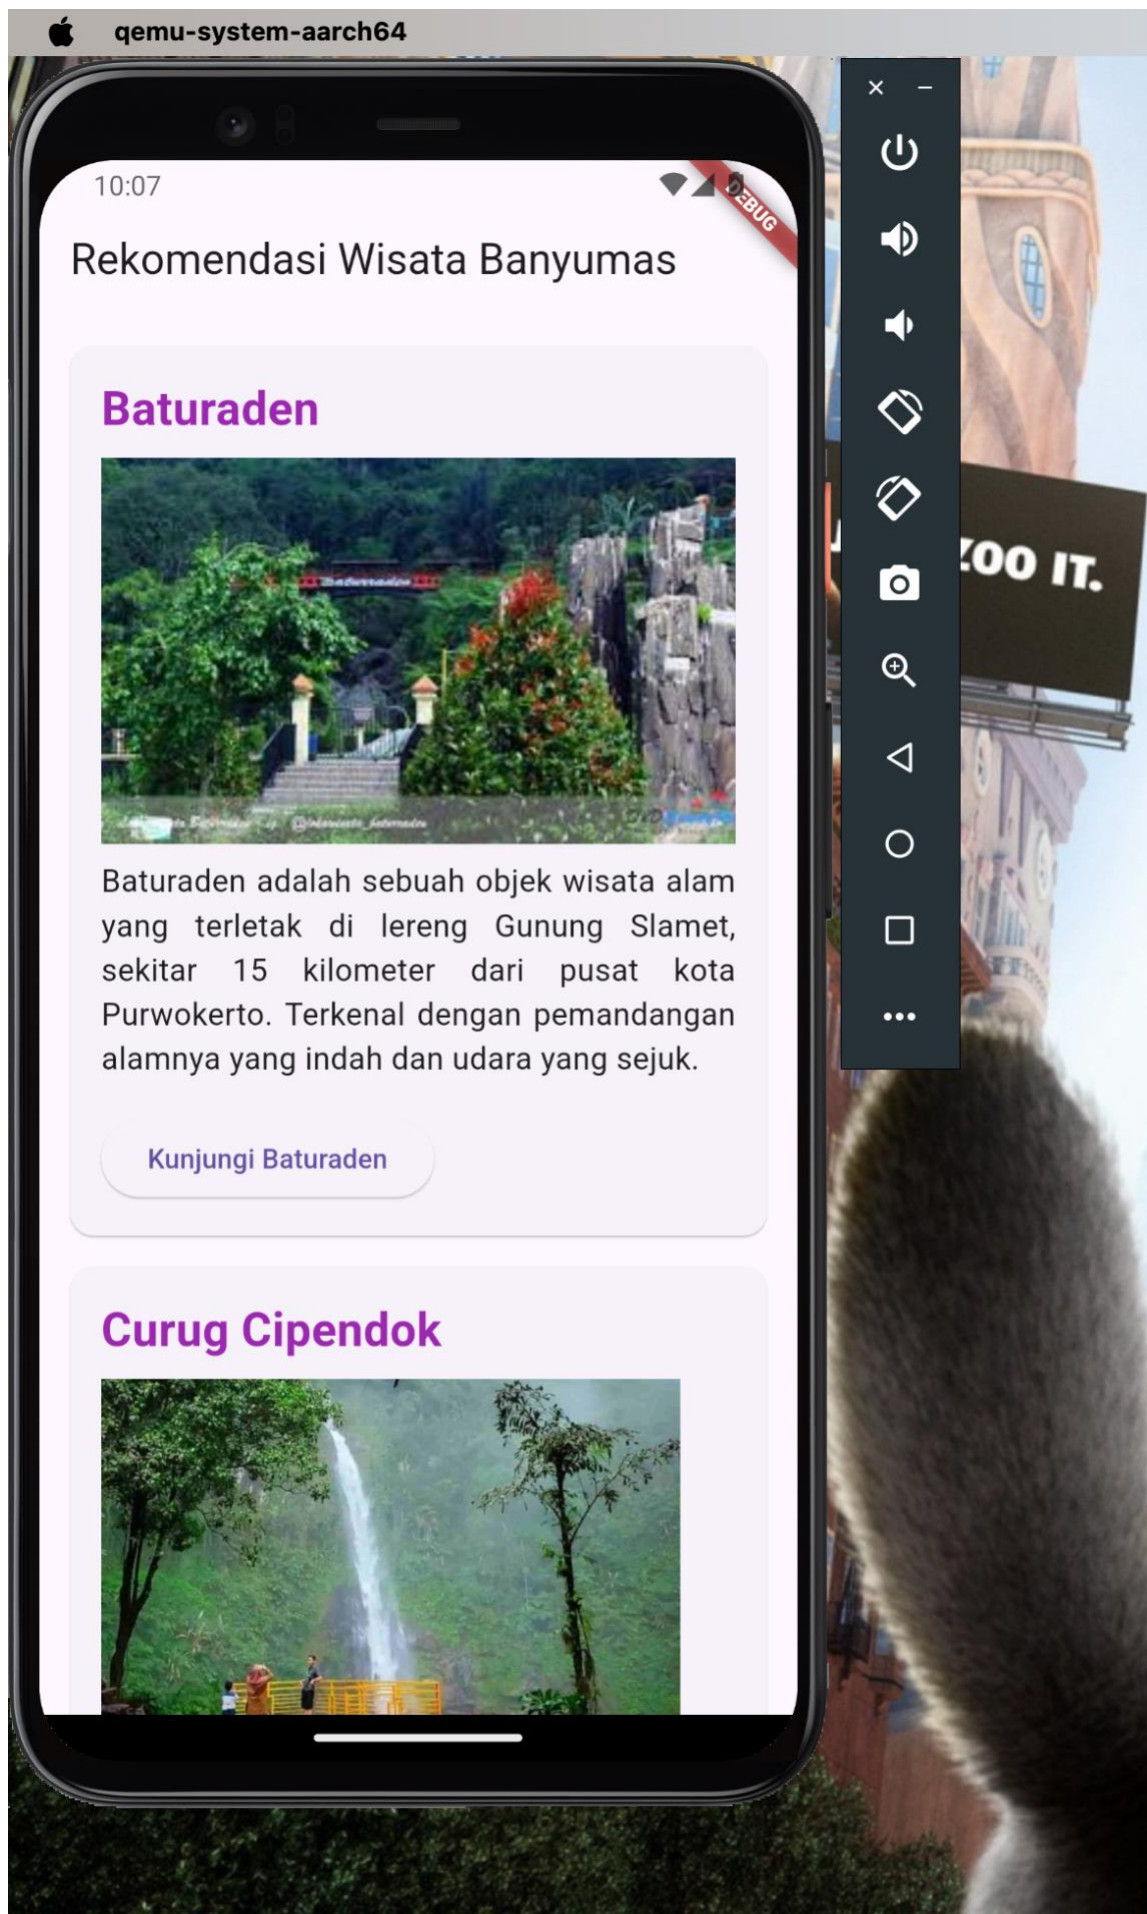 qemu-system-aarch64
10:07
DEBUG
Rekomendasi Wisata Banyumas
Baturaden
Baturraden
@lokawisata_baturraden
Baturaden adalah sebuah objek wisata alam
yang terletak di lereng Gunung Slamet,
sekitar 15 kilometer dari pusat kota
Purwokerto. Terkenal dengan pemandangan
alamnya yang indah dan udara yang sejuk.
Kunjungi Baturaden
Curug Cipendok
ZOO IT.